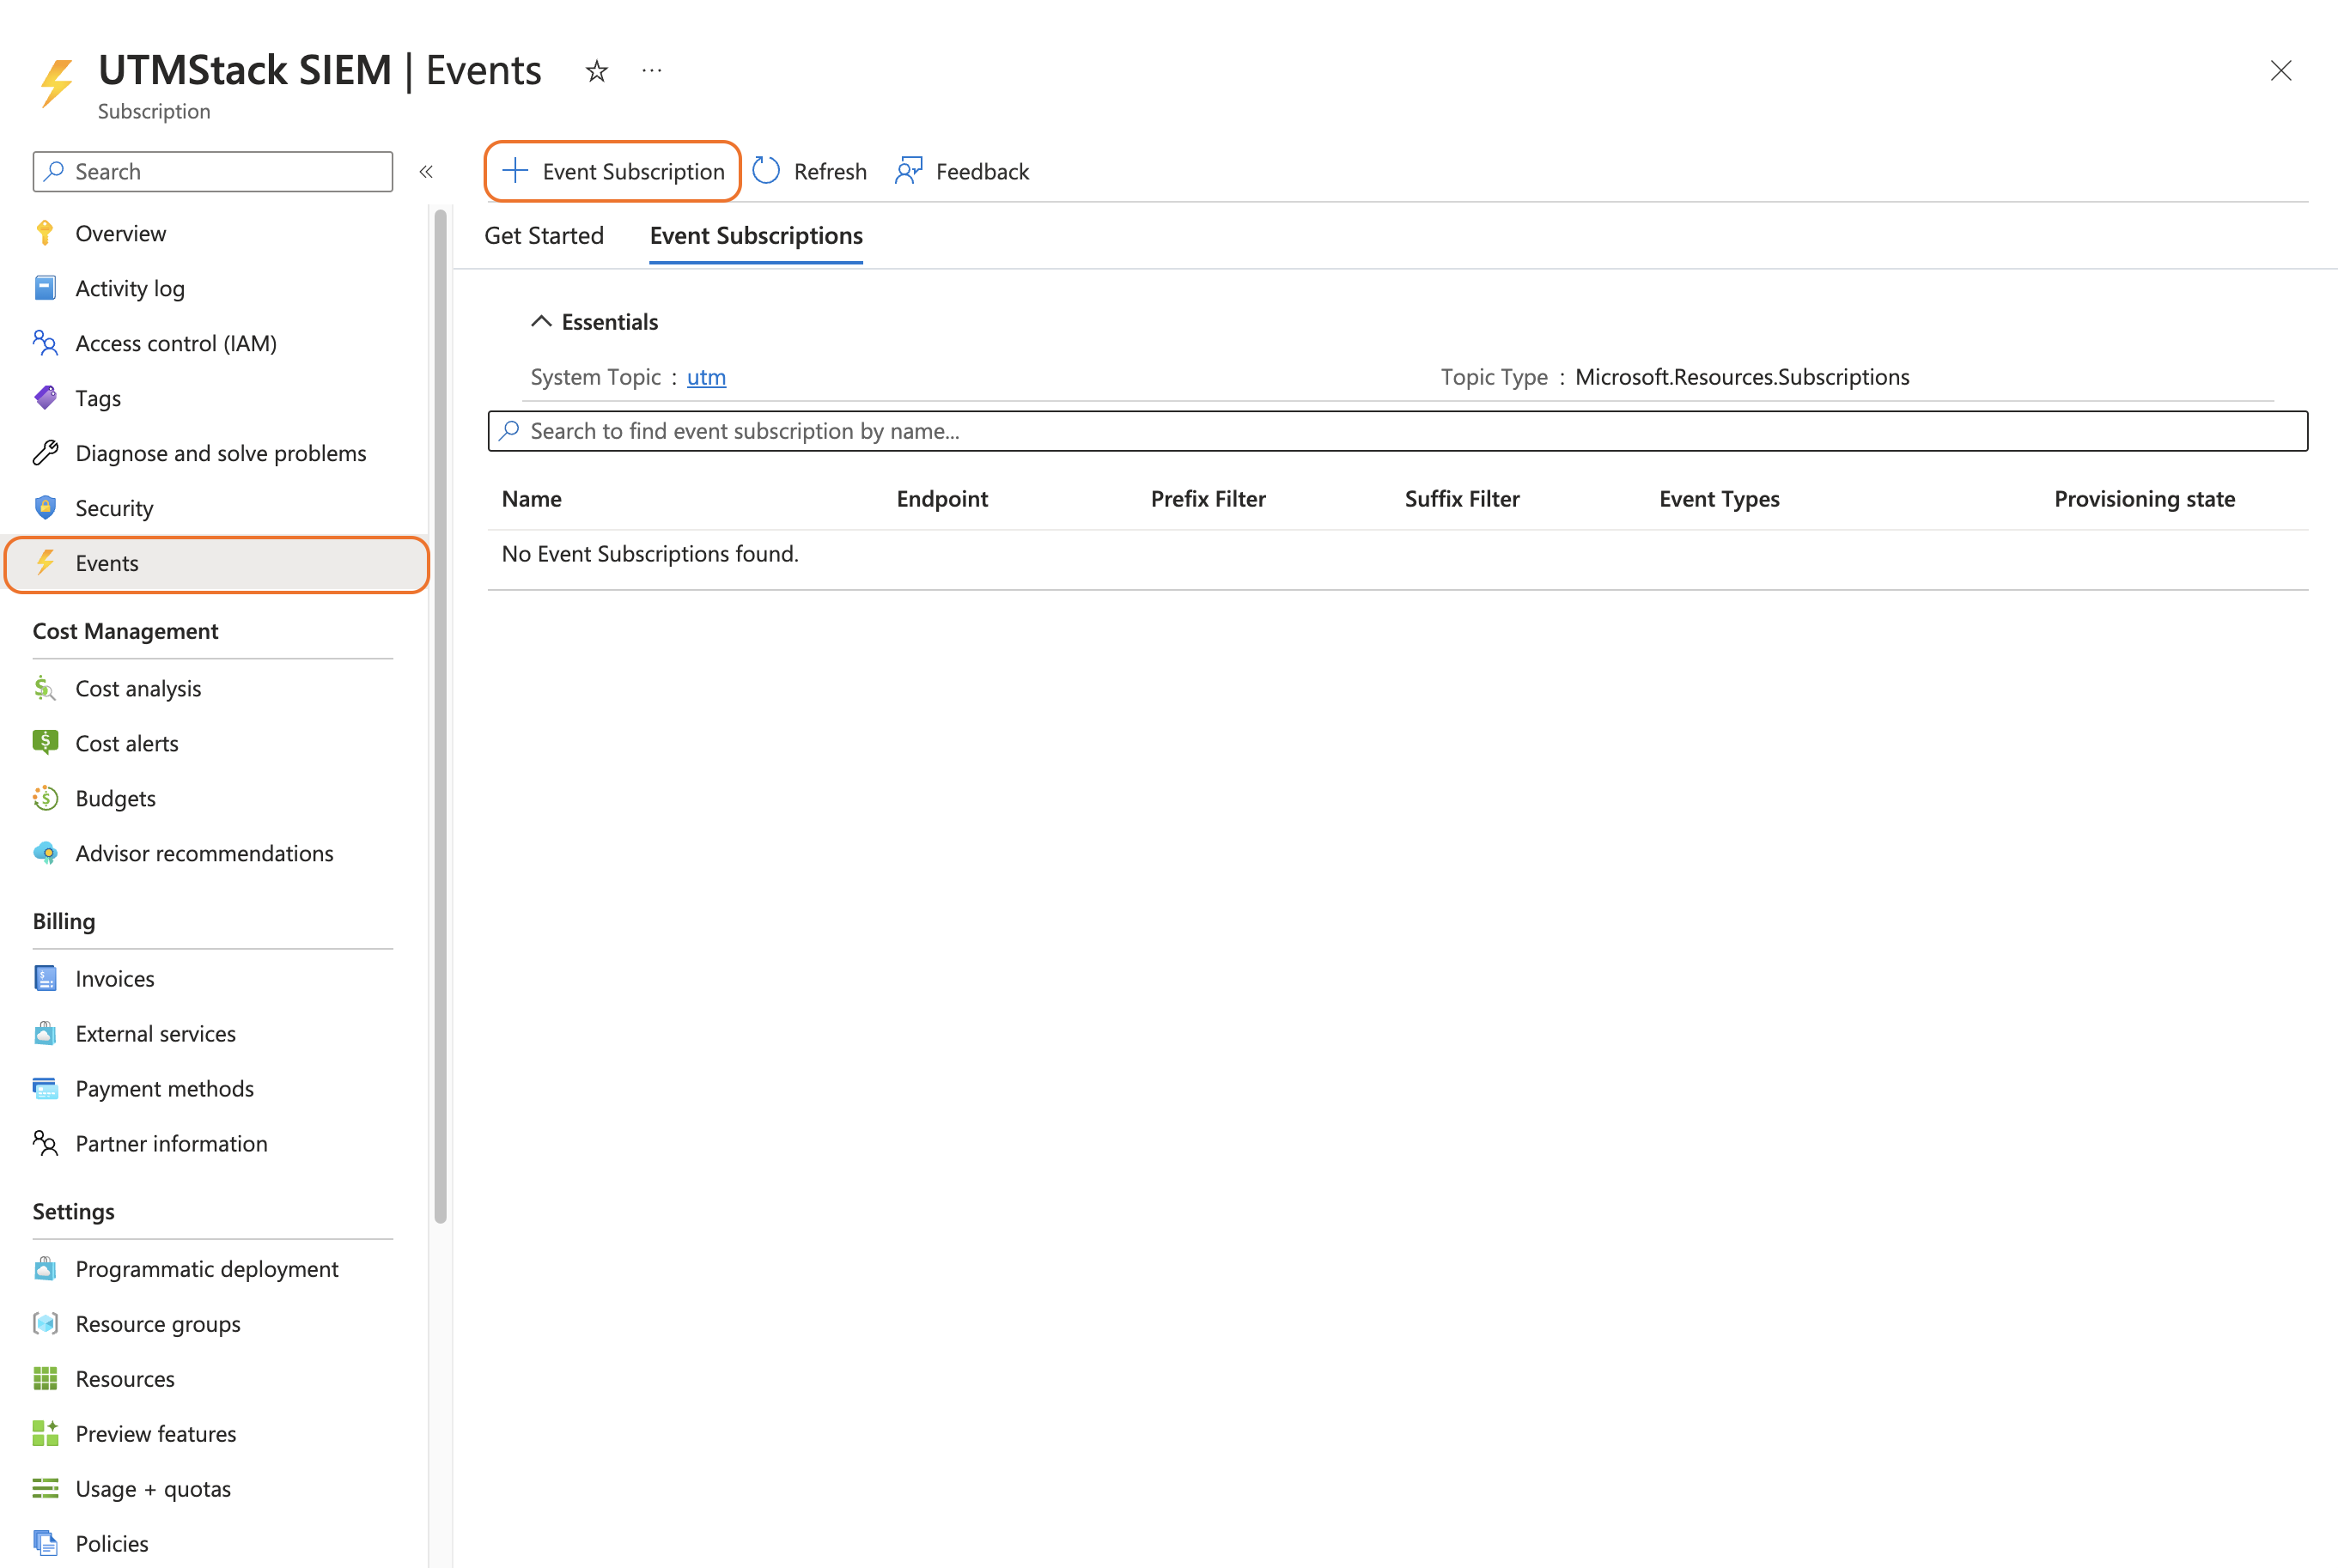 UTMStack SIEM | Events
Subscription
Search
Overview
Activity log
Access control (IAM)
Tags
Diagnose and solve problems
Security
Events
Cost Management
Cost analysis
Cost alerts
Budgets
Advisor recommendations
Billing
Invoices
External services
Payment methods
Partner information
Settings
Programmatic deployment
Resource groups
Resources
Preview features
Usage + quotas
Policies
Event Subscription Refresh Feedback
Get Started Event Subscriptions
Essentials
System Topic : utm Topic Type : Microsoft.Resources.Subscriptions
Search to find event subscription by name...
Name Endpoint Prefix Filter Suffix Filter Event Types Provisioning state
No Event Subscriptions found.